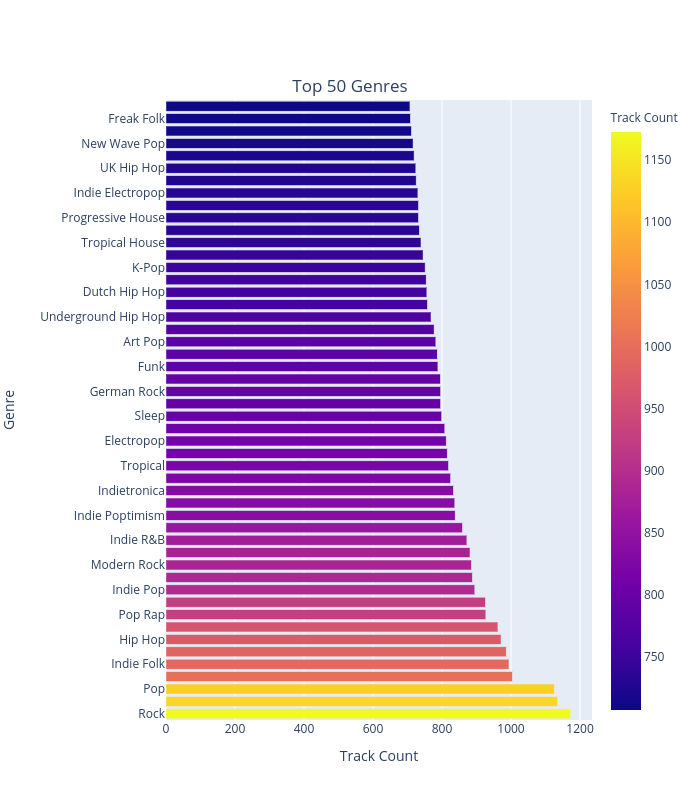 Top 50 Genres
Freak Folk
New Wave Pop
UK Hip Hop
Indie Electropop
Progressive House
Tropical House
K-Pop
Dutch Hip Hop
Underground Hip Hop
Art Pop
Funk
German Rock
Sleep
Electropop
Tropical
Indietronica
Indie Poptimism
Indie R&B
Modern Rock
Indie Pop
Pop Rap
Hip Hop
Indie Folk
Pop
Rock
Genre
0 200 400 600 800 1000 1200
Track Count
Track Count
1150
1100
1050
1000
950
900
850
800
750